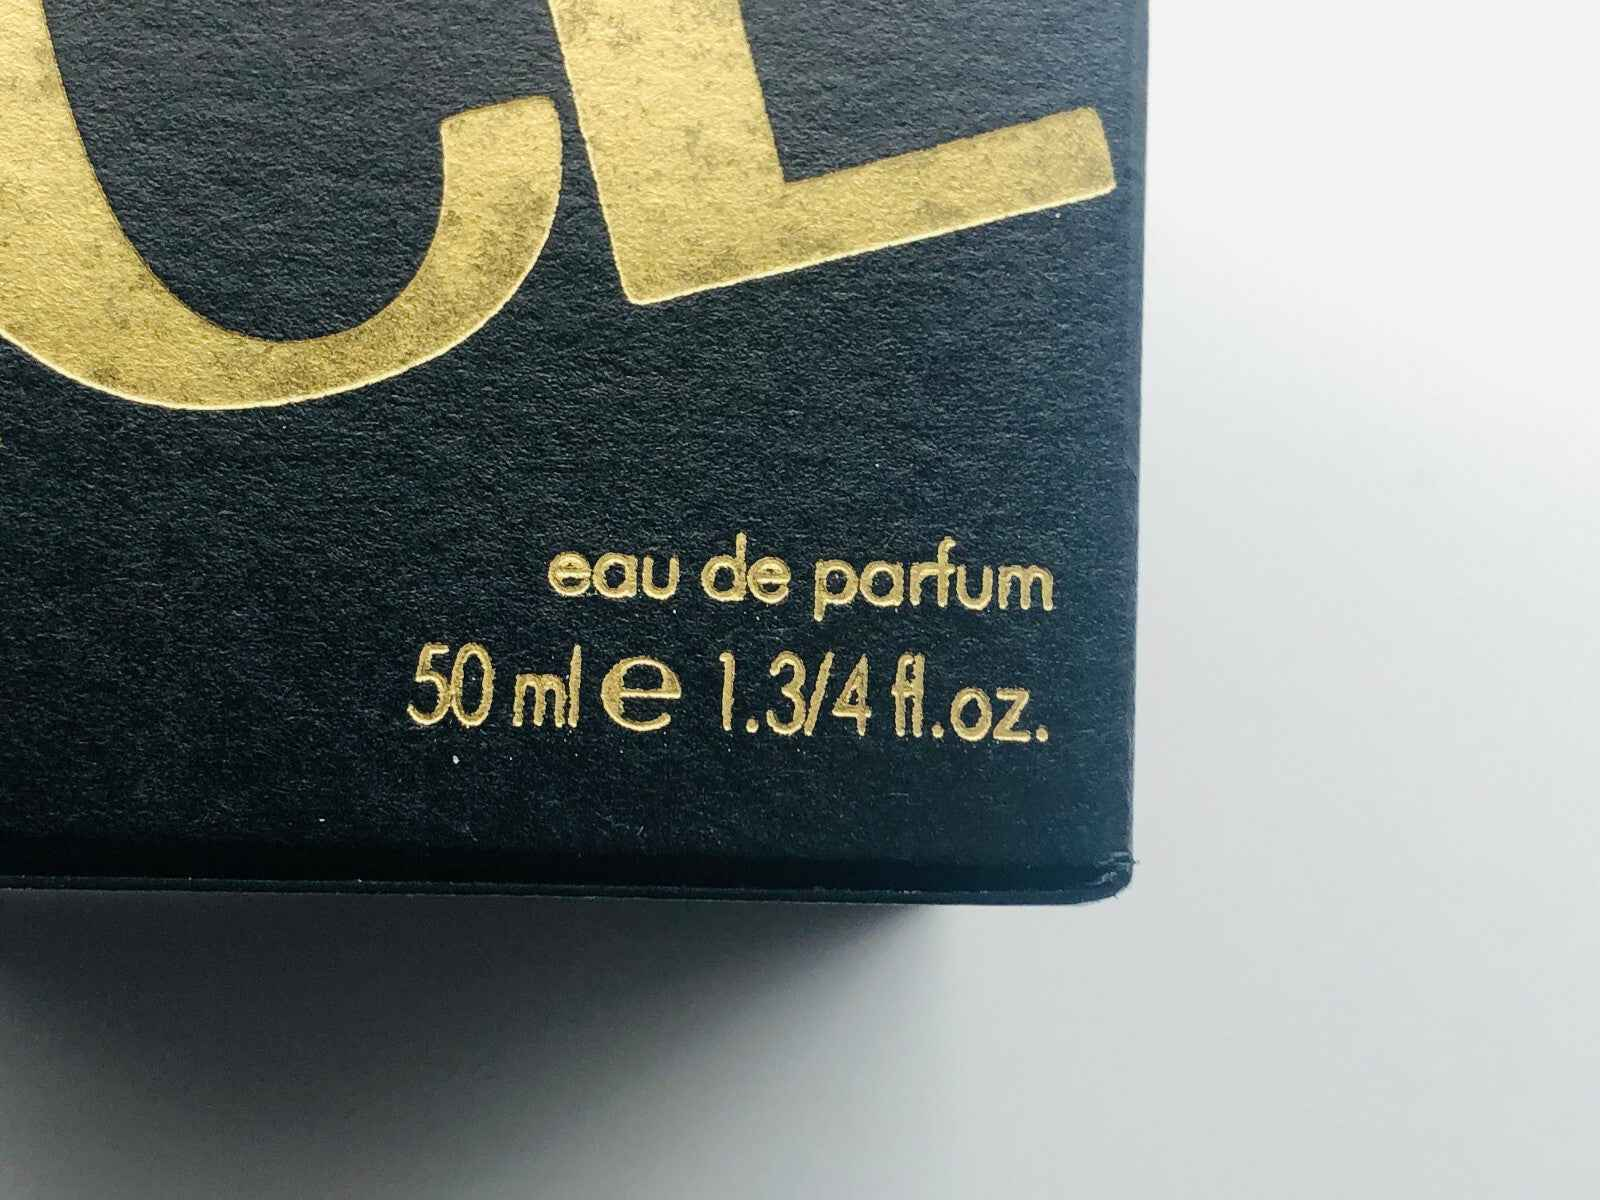 CL
eau de parfum
50 ml e 1.3/4 fl.oz.